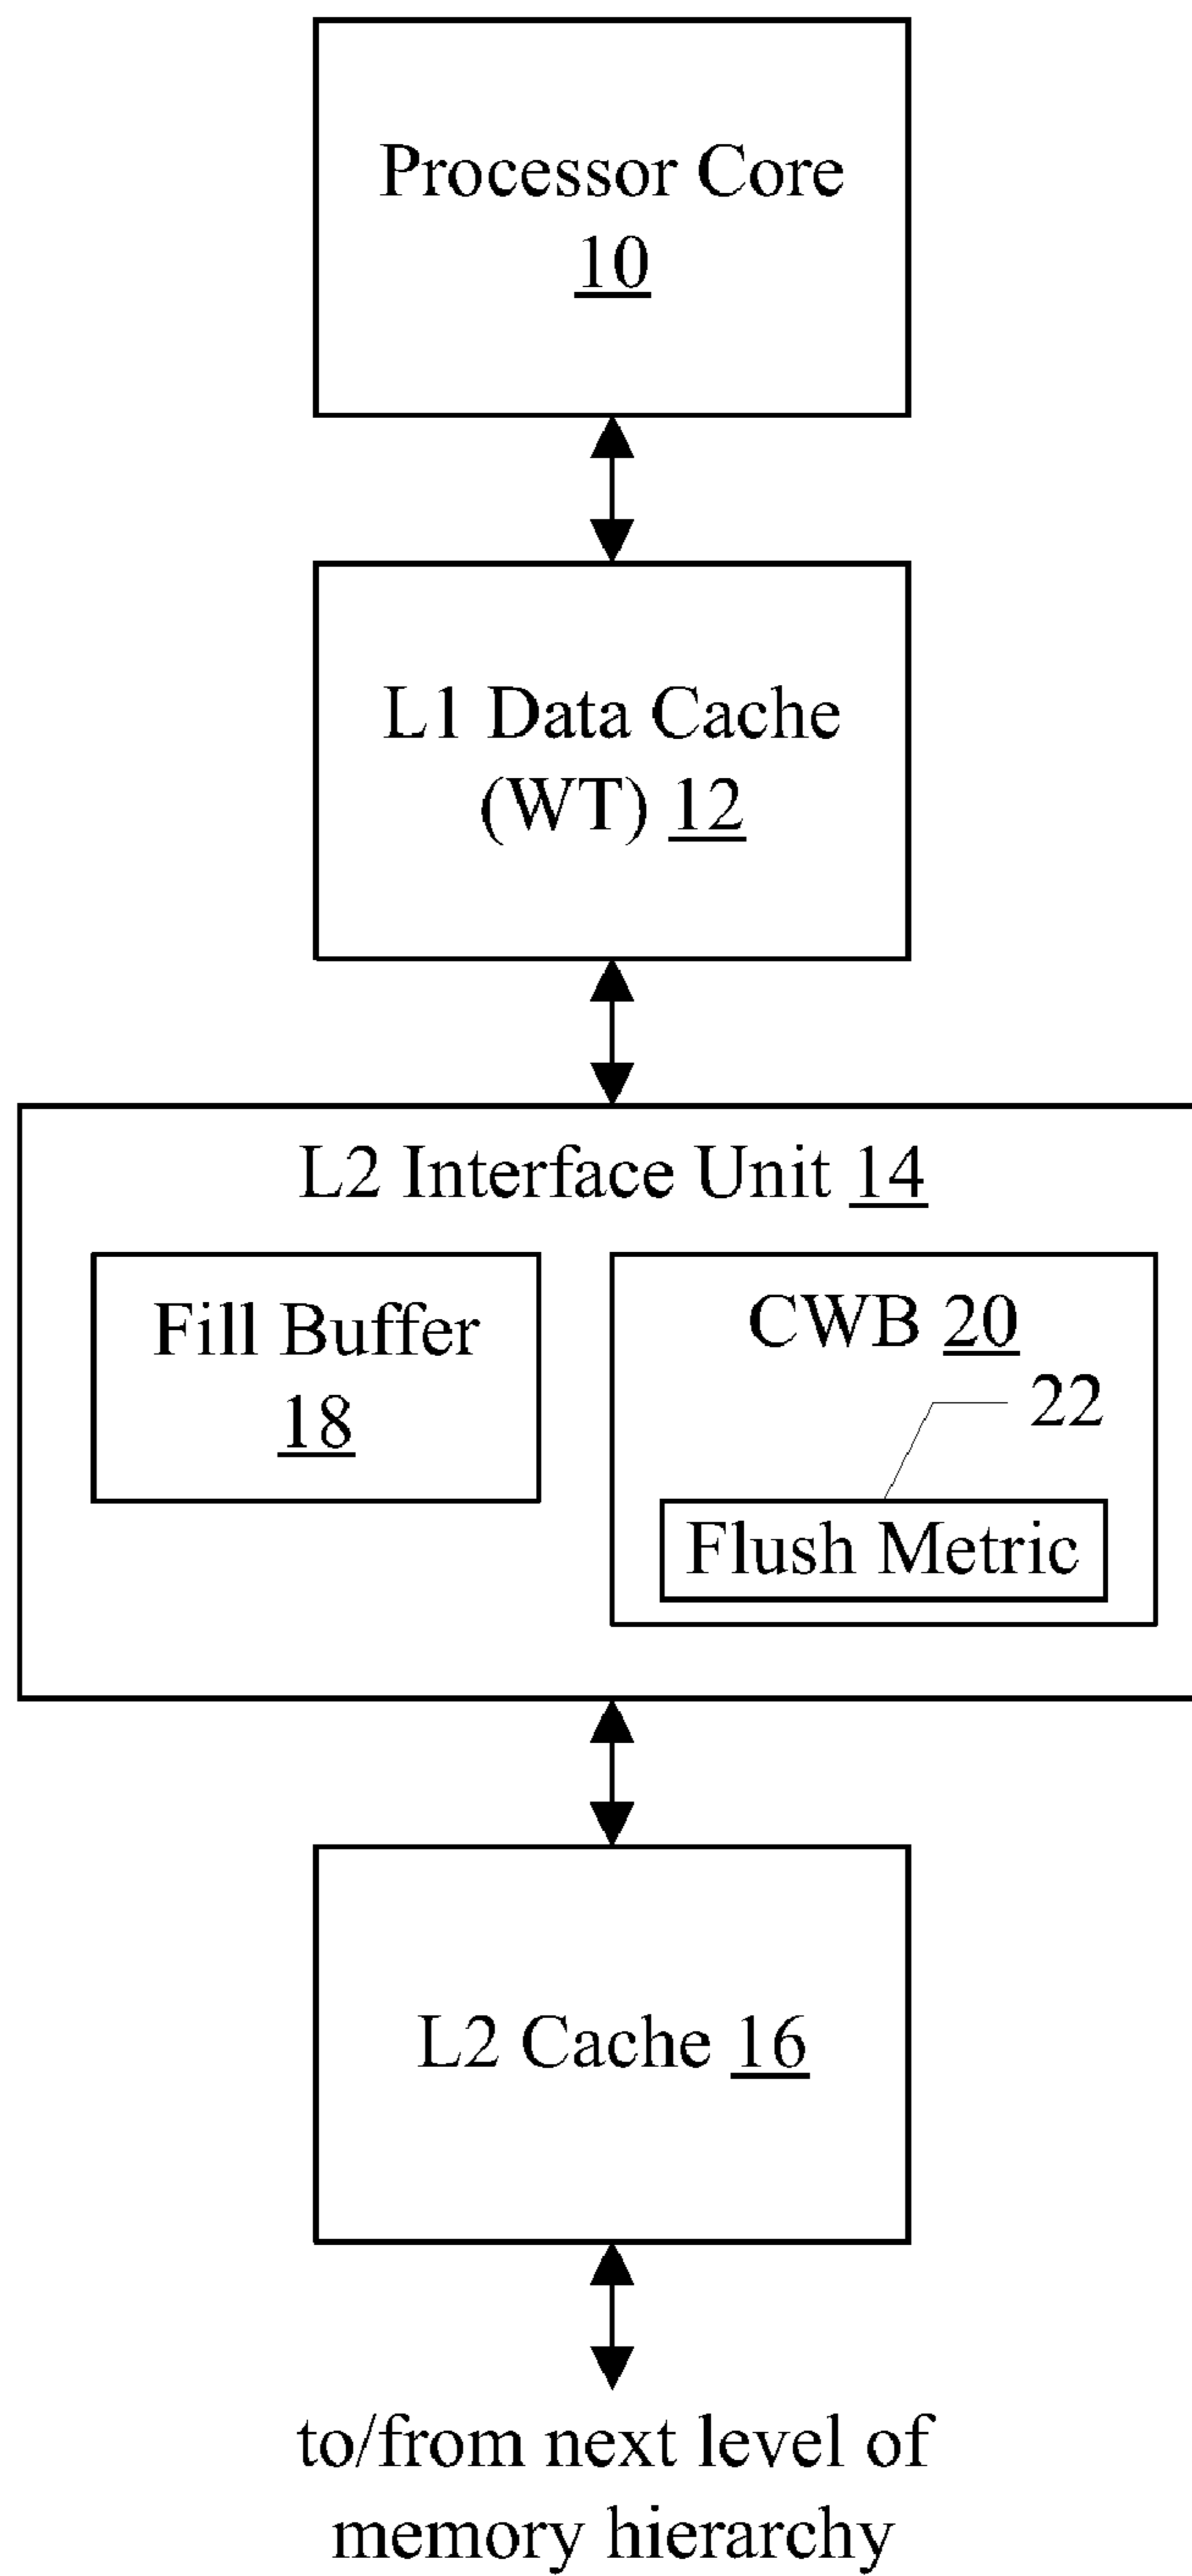 Processor Core
10
L1 Data Cache
(WT) 12
L2 Interface Unit 14
Fill Buffer
18
CWB 20
22
Flush Metric
L2 Cache 16
to/from next level of
memory hierarchy